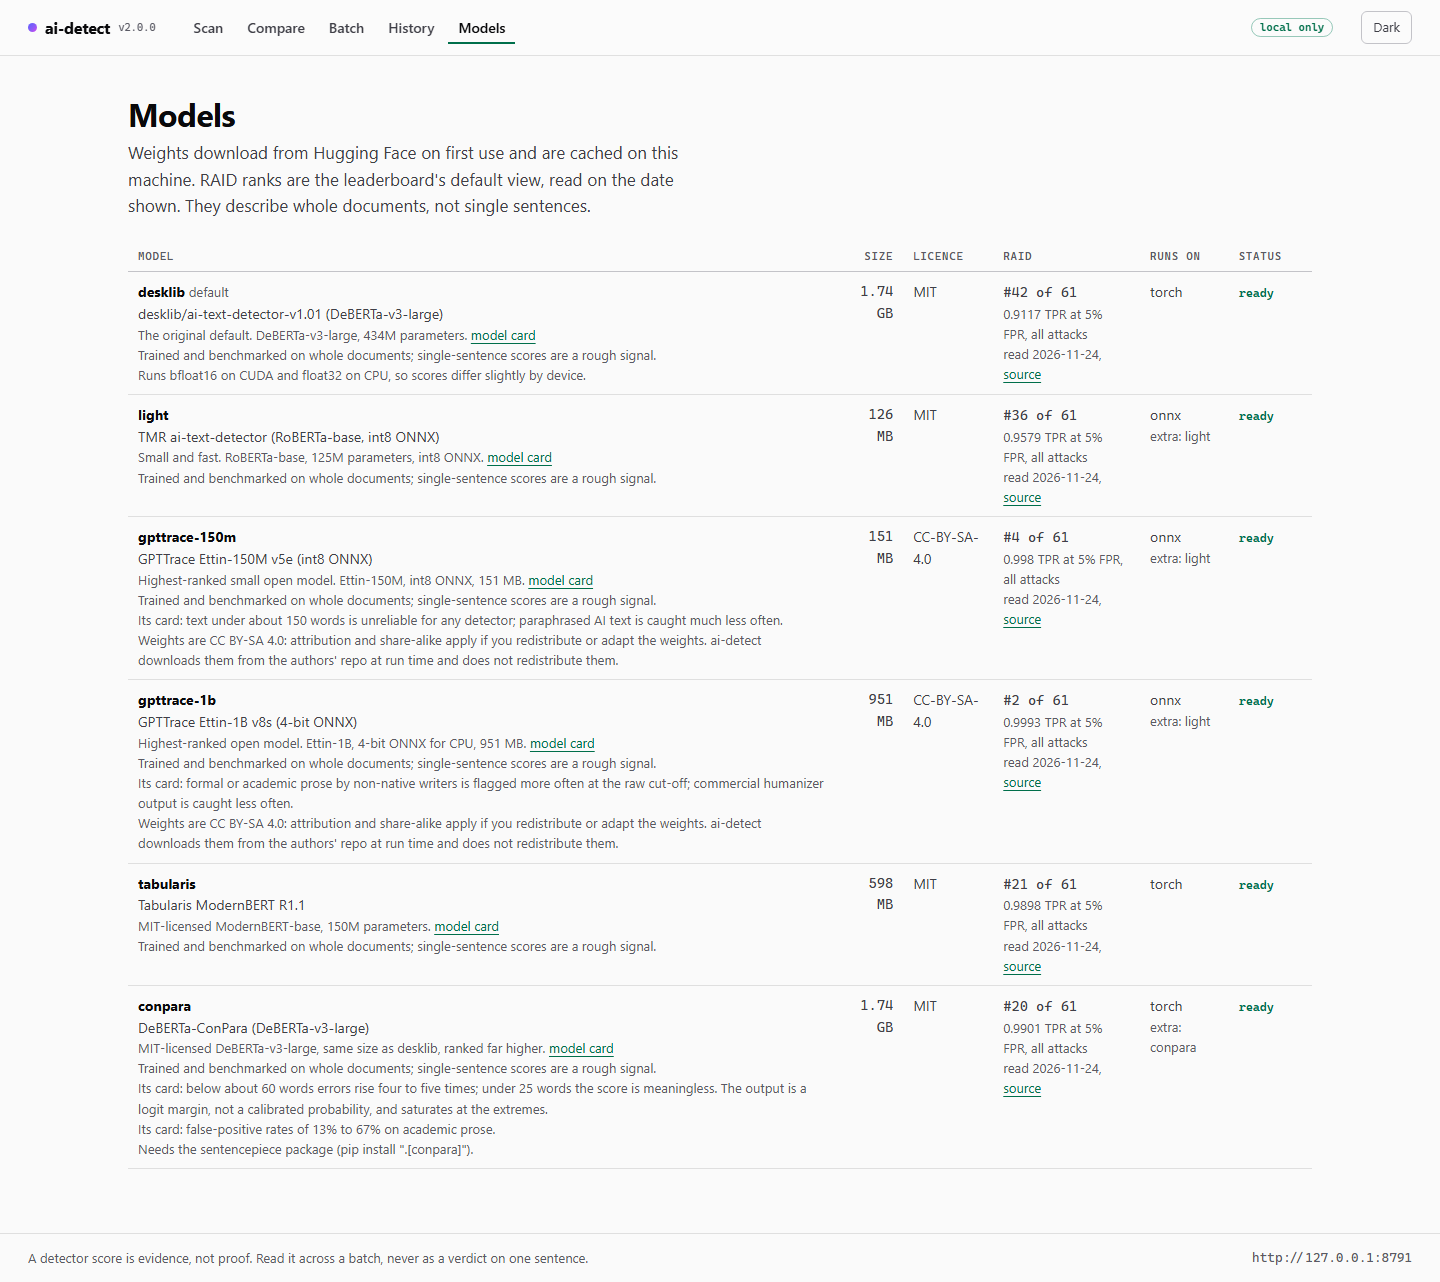 ai-detect v2.0.0 Scan Compare Batch History Models local only Dark
Models
Weights download from Hugging Face on first use and are cached on this
machine. RAID ranks are the leaderboard's default view, read on the date
shown. They describe whole documents, not single sentences.
MODEL SIZE LICENCE RAID RUNS ON STATUS
desklib default
desklib/ai-text-detector-v1.01 (DeBERTa-v3-large)
The original default. DeBERTa-v3-large, 434M parameters. model card
Trained and benchmarked on whole documents; single-sentence scores are a rough signal.
Runs bfloat16 on CUDA and float32 on CPU, so scores differ slightly by device.
1.74
GB
MIT
#42 of 61
0.9117 TPR at 5%
FPR, all attacks
read 2026-11-24,
source
torch
ready
light
TMR ai-text-detector (RoBERTa-base, int8 ONNX)
Small and fast. RoBERTa-base, 125M parameters, int8 ONNX. model card
Trained and benchmarked on whole documents; single-sentence scores are a rough signal.
126
MB
MIT
#36 of 61
0.9579 TPR at 5%
FPR, all attacks
read 2026-11-24,
source
onnx
extra: light
ready
gpttrace-150m
GPTTrace Ettin-150M v5e (int8 ONNX)
Highest-ranked small open model. Ettin-150M, int8 ONNX, 151 MB. model card
Trained and benchmarked on whole documents; single-sentence scores are a rough signal.
Its card: text under about 150 words is unreliable for any detector; paraphrased AI text is caught much less often.
Weights are CC BY-SA 4.0: attribution and share-alike apply if you redistribute or adapt the weights. ai-detect
downloads them from the authors' repo at run time and does not redistribute them.
151
MB
CC-BY-SA-
4.0
#4 of 61
0.998 TPR at 5% FPR,
all attacks
read 2026-11-24,
source
onnx
extra: light
ready
gpttrace-1b
GPTTrace Ettin-1B v8s (4-bit ONNX)
Highest-ranked open model. Ettin-1B, 4-bit ONNX for CPU, 951 MB. model card
Trained and benchmarked on whole documents; single-sentence scores are a rough signal.
Its card: formal or academic prose by non-native writers is flagged more often at the raw cut-off; commercial humanizer
output is caught less often.
Weights are CC BY-SA 4.0: attribution and share-alike apply if you redistribute or adapt the weights. ai-detect
downloads them from the authors' repo at run time and does not redistribute them.
951
MB
CC-BY-SA-
4.0
#2 of 61
0.9993 TPR at 5%
FPR, all attacks
read 2026-11-24,
source
onnx
extra: light
ready
tabularis
Tabularis ModernBERT R1.1
MIT-licensed ModernBERT-base, 150M parameters. model card
Trained and benchmarked on whole documents; single-sentence scores are a rough signal.
598
MB
MIT
#21 of 61
0.9898 TPR at 5%
FPR, all attacks
read 2026-11-24,
source
torch
ready
conpara
DeBERTa-ConPara (DeBERTa-v3-large)
MIT-licensed DeBERTa-v3-large, same size as desklib, ranked far higher. model card
Trained and benchmarked on whole documents; single-sentence scores are a rough signal.
Its card: below about 60 words errors rise four to five times; under 25 words the score is meaningless. The output is a
logit margin, not a calibrated probability, and saturates at the extremes.
Its card: false-positive rates of 13% to 67% on academic prose.
Needs the sentencepiece package (pip install ".[conpara]").
1.74
GB
MIT
#20 of 61
0.9901 TPR at 5%
FPR, all attacks
read 2026-11-24,
source
torch
extra:
conpara
ready
A detector score is evidence, not proof. Read it across a batch, never as a verdict on one sentence.
http://127.0.0.1:8791